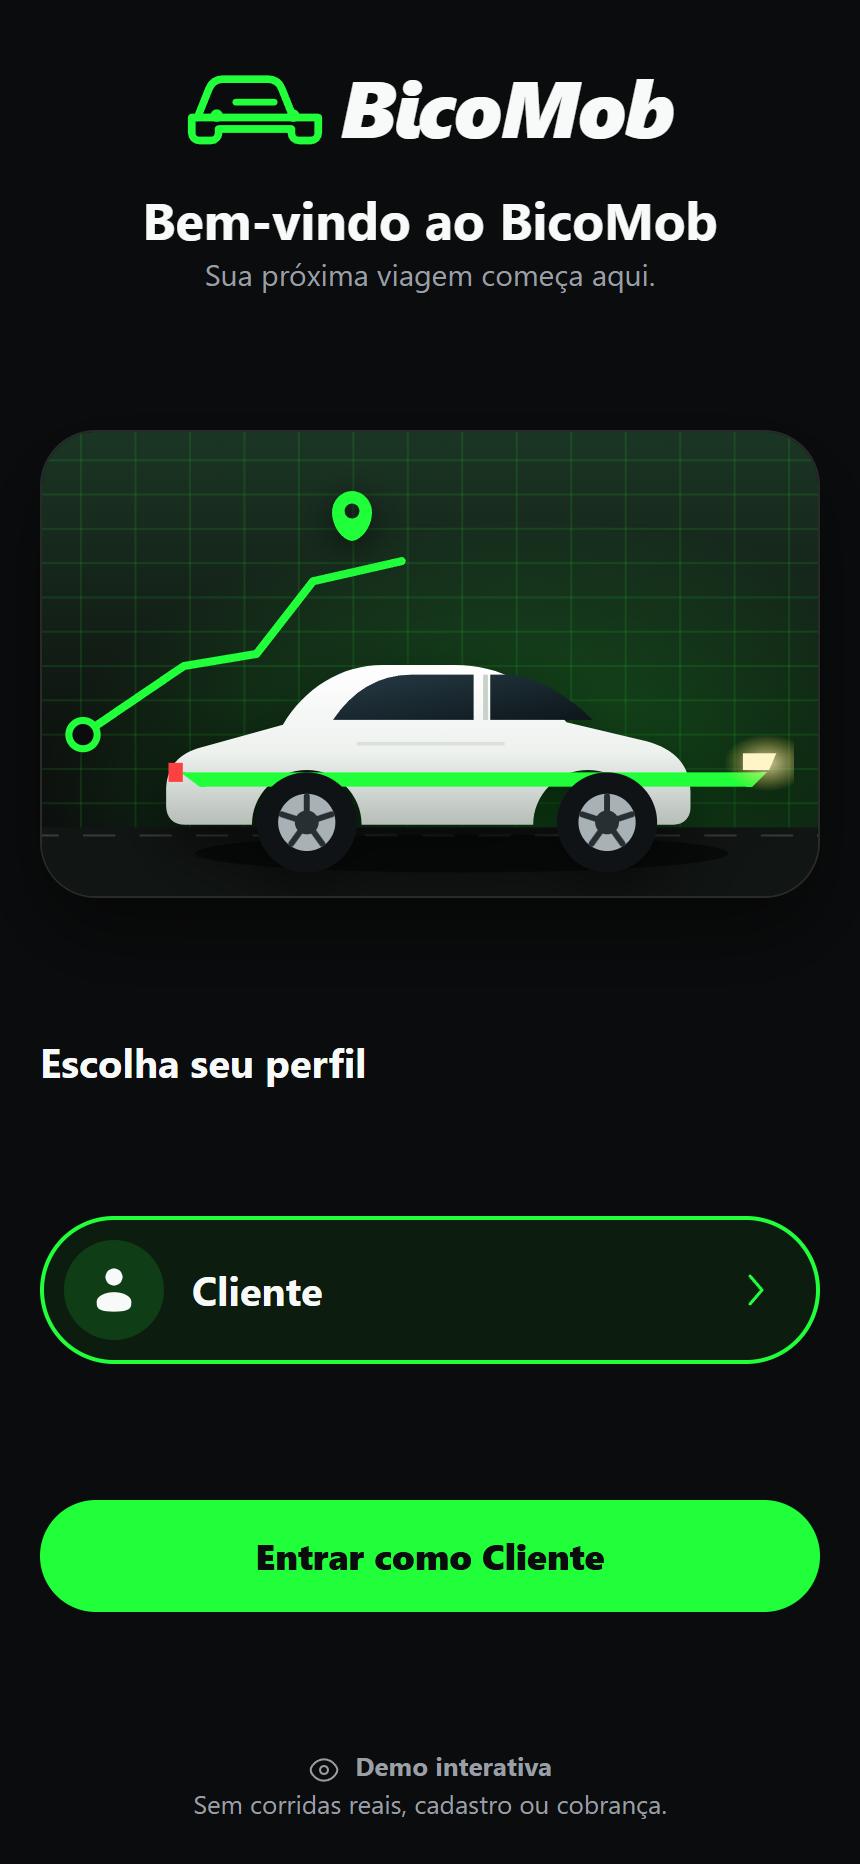 BicoMob
Bem-vindo ao BicoMob
Sua próxima viagem começa aqui.
Escolha seu perfil
Cliente
Entrar como Cliente
Demo interativa
Sem corridas reais, cadastro ou cobrança.